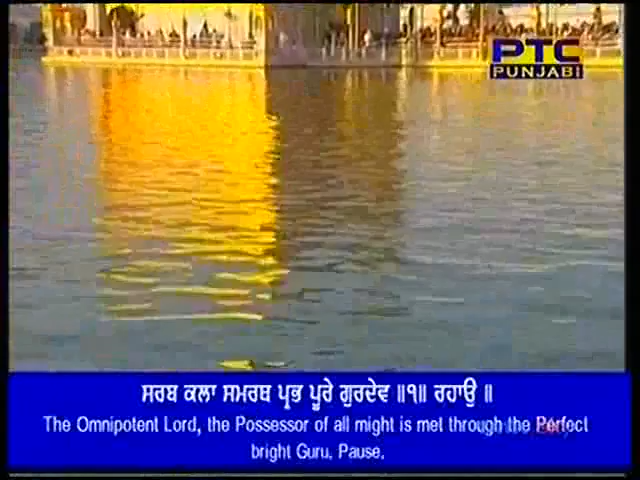 PTC
PUNJABI
ਸਰਬ ਕਲਾ ਸਮਰਥ ਪ੍ਰਭ ਪੂਰੇ ਗੁਰਦੇਵ ॥੧॥ ਰਹਾਉ ॥
The Omnipotent Lord, the Possessor of all might is met through the Perfect
bright Guru. Pause.